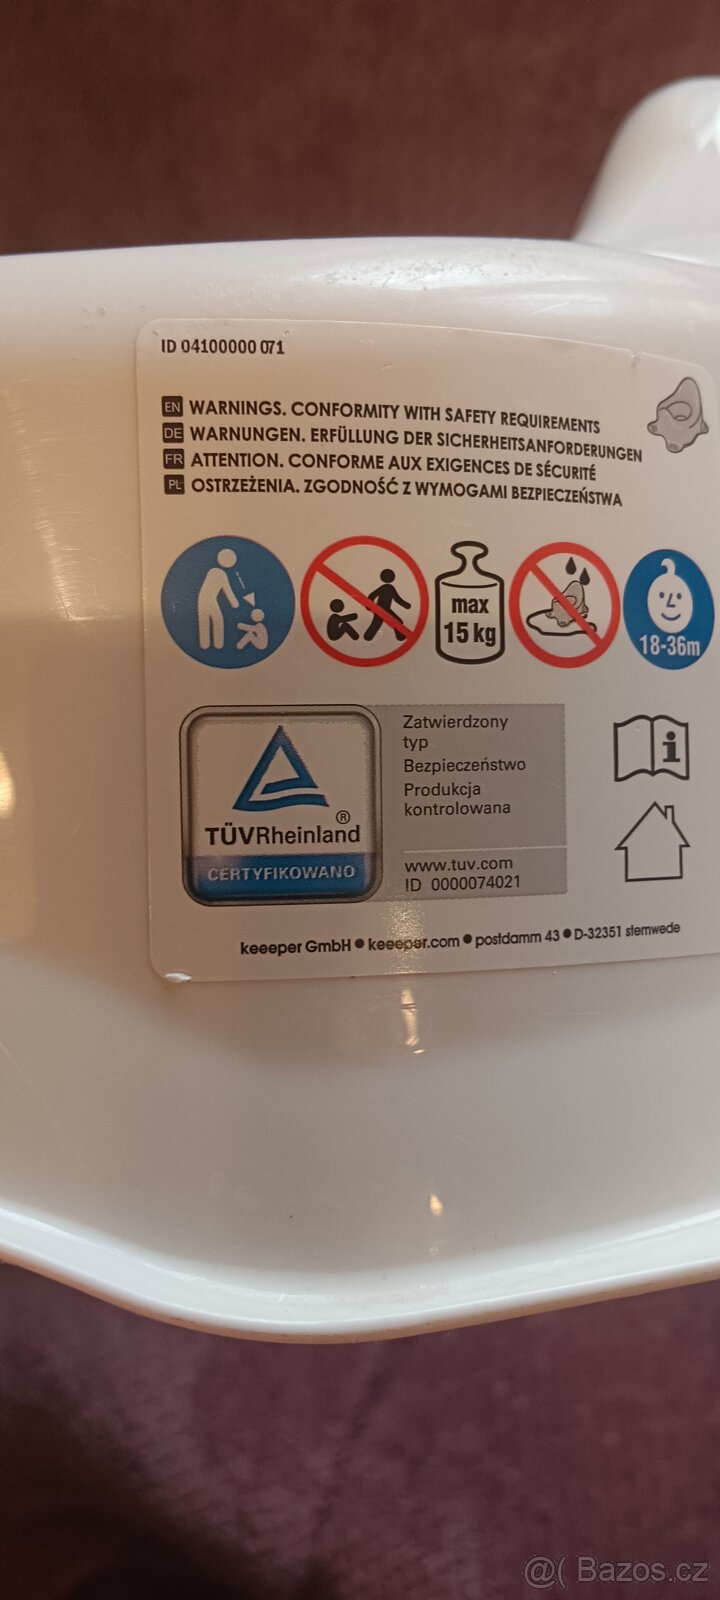 ID 04100000 071
EN WARNINGS. CONFORMITY WITH SAFETY REQUIREMENTS
DE WARNUNGEN. ERFÜLLUNG DER SICHERHEITSANFORDERUNGEN
FR ATTENTION. CONFORME AUX EXIGENCES DE SÉCURITÉ
PL OSTRZEŻENIA. ZGODNOŚĆ Z WYMOGAMI BEZPIECZEŃSTWA
max
15 kg
18-36m
TÜVRheinland®
CERTYFIKOWANO
Zatwierdzony
typ
Bezpieczeństwo
Produkcja
kontrolowana
www.tuv.com
ID 0000074021
i
keeeper GmbH ● keeeper.com ● postdamm 43 ● D-32351 stemwede
@( Bazos.cz